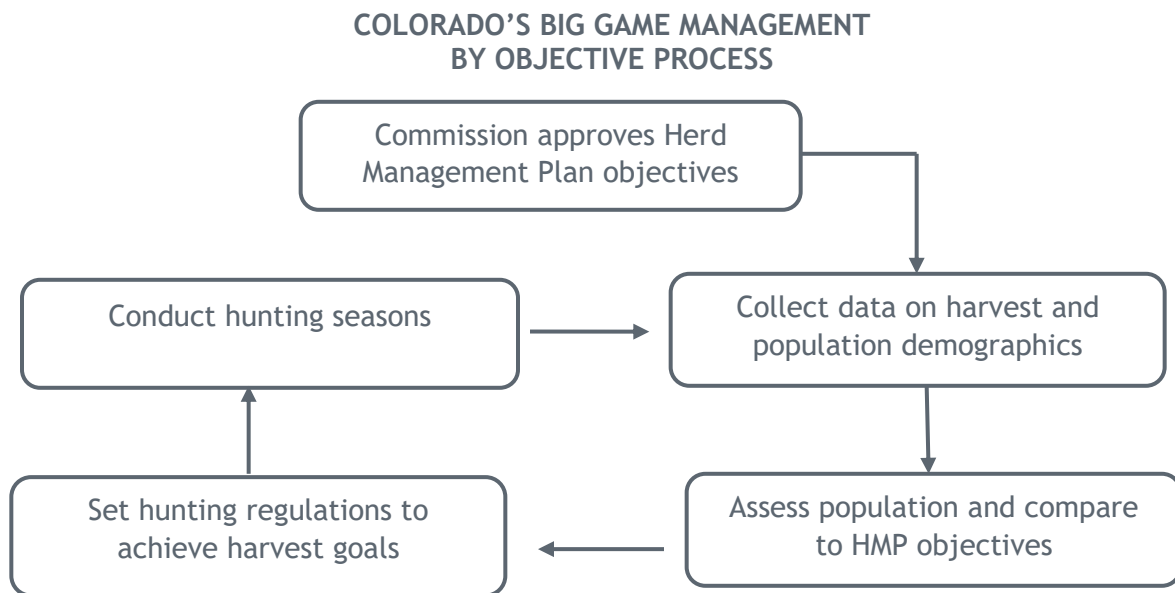 COLORADO’S BIG GAME MANAGEMENT
BY OBJECTIVE PROCESS
Commission approves Herd
Management Plan objectives
Conduct hunting seasons
Collect data on harvest and
population demographics
Set hunting regulations to
achieve harvest goals
Assess population and compare
to HMP objectives